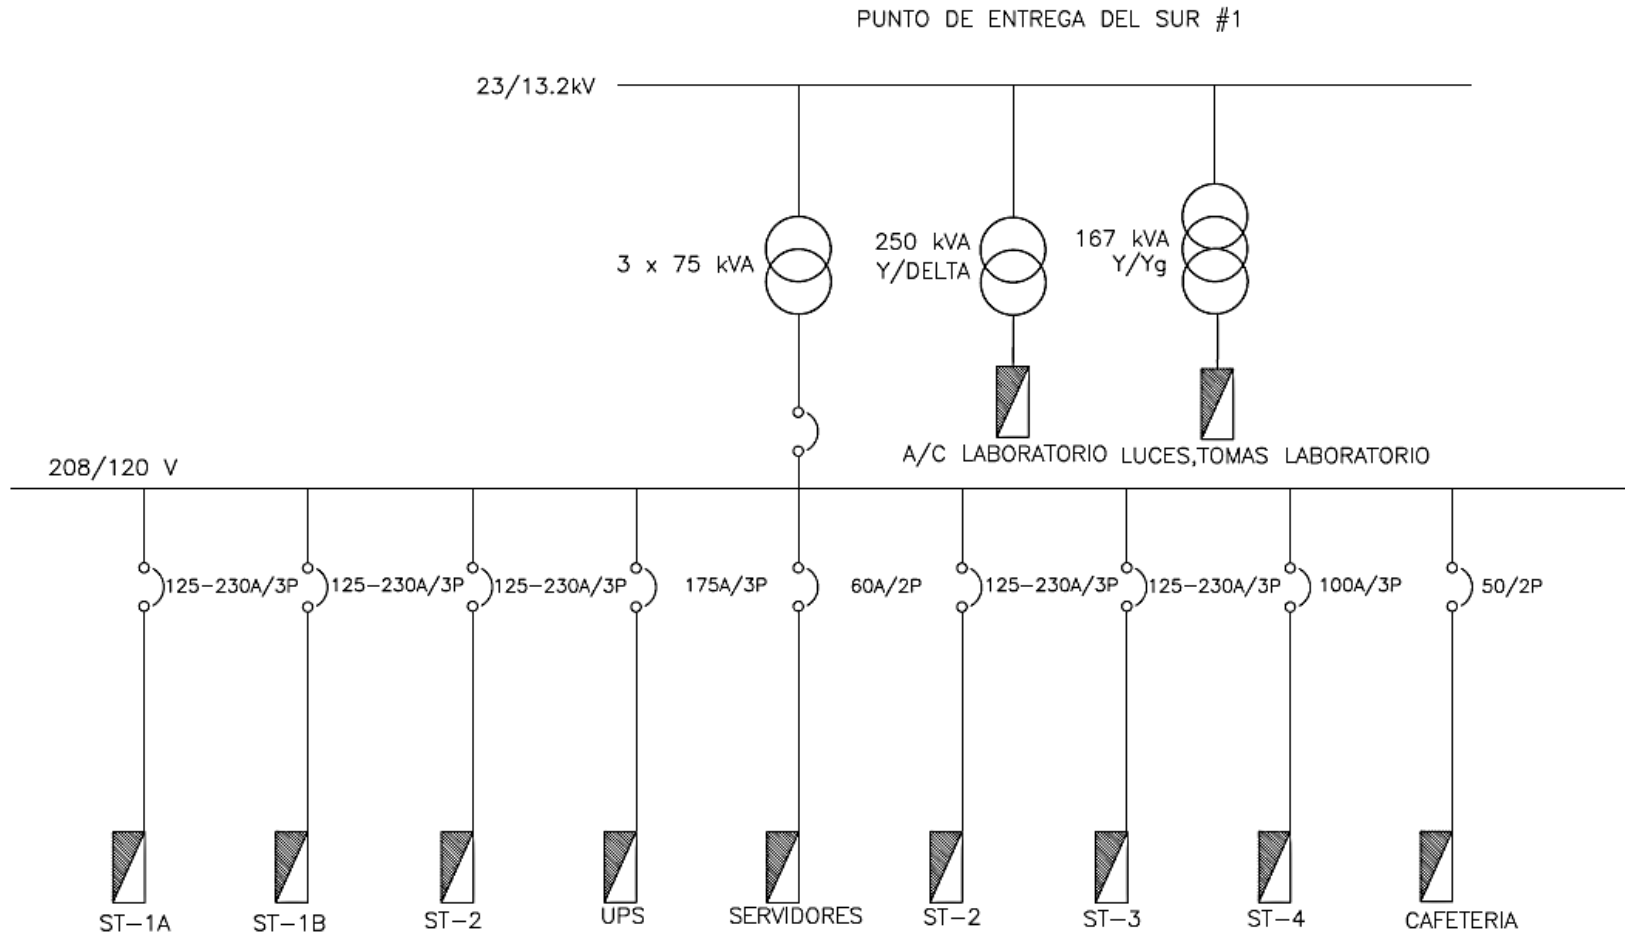 PUNTO DE ENTREGA DEL SUR #1
23/13.2kV
3 x 75 kVA
250 kVA
Y/DELTA
167 kVA
Y/Yg
A/C LABORATORIO
LUCES,TOMAS LABORATORIO
208/120 V
125-230A/3P
125-230A/3P
125-230A/3P
175A/3P
60A/2P
125-230A/3P
125-230A/3P
100A/3P
50/2P
ST-1A
ST-1B
ST-2
UPS
SERVIDORES
ST-2
ST-3
ST-4
CAFETERIA